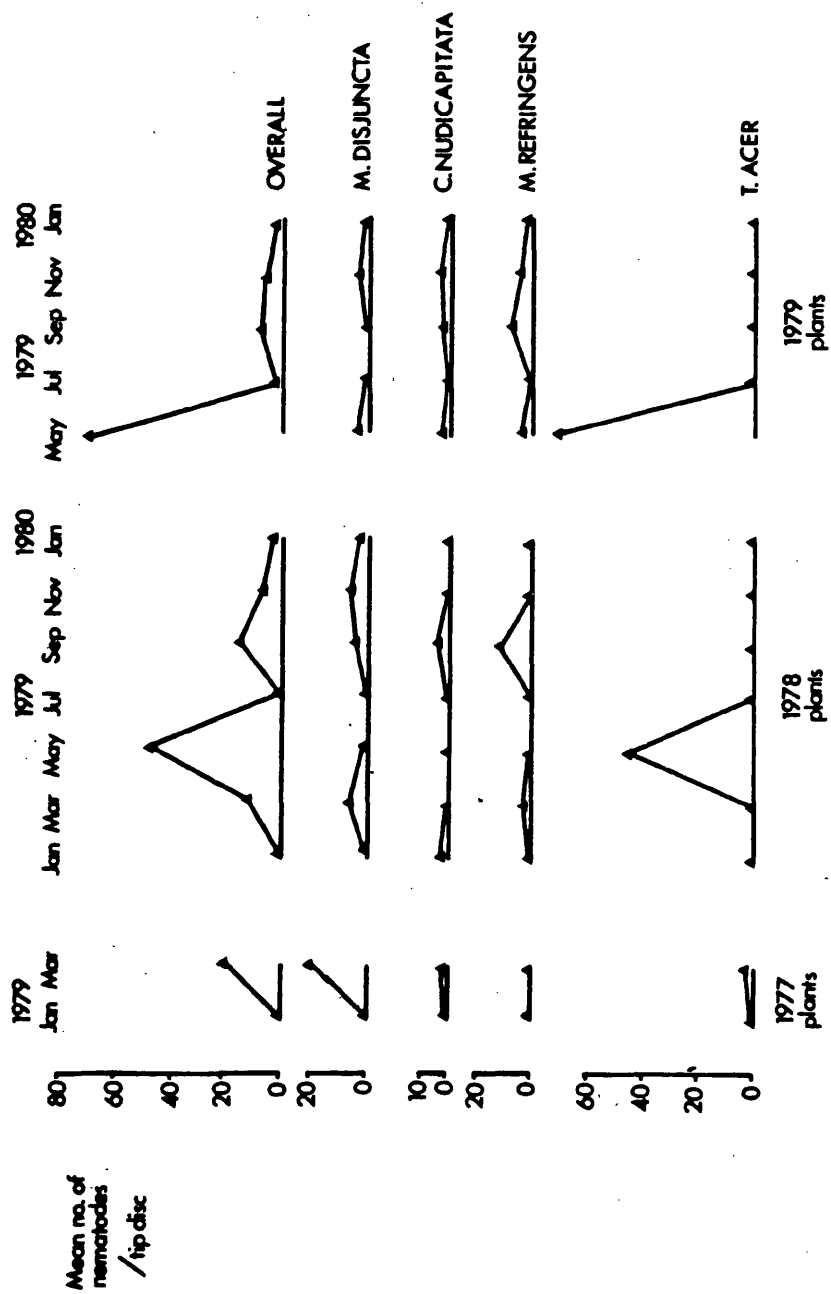 1979
1979
1980
1979
1980
Jan Mar
Jan Mar May Jul Sep Nov Jan
May Jul Sep Nov Jan
Mean no. of
nematodes
/tip disc
80
60
40
20
0
OVERALL
20
0
M. DISJUNCTA
10
0
C.NUDICAPITATA
20
0
M.REFRINGENS
60
40
20
0
T. ACER
1977
plants
1978
plants
1979
plants